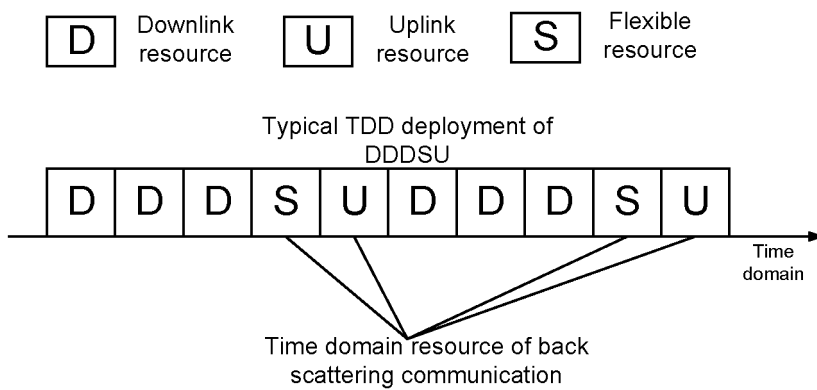 D Downlink resource
U Uplink resource
S Flexible resource
Typical TDD deployment of
DDDSU
D D D S U D D D S U
Time
domain
Time domain resource of back
scattering communication